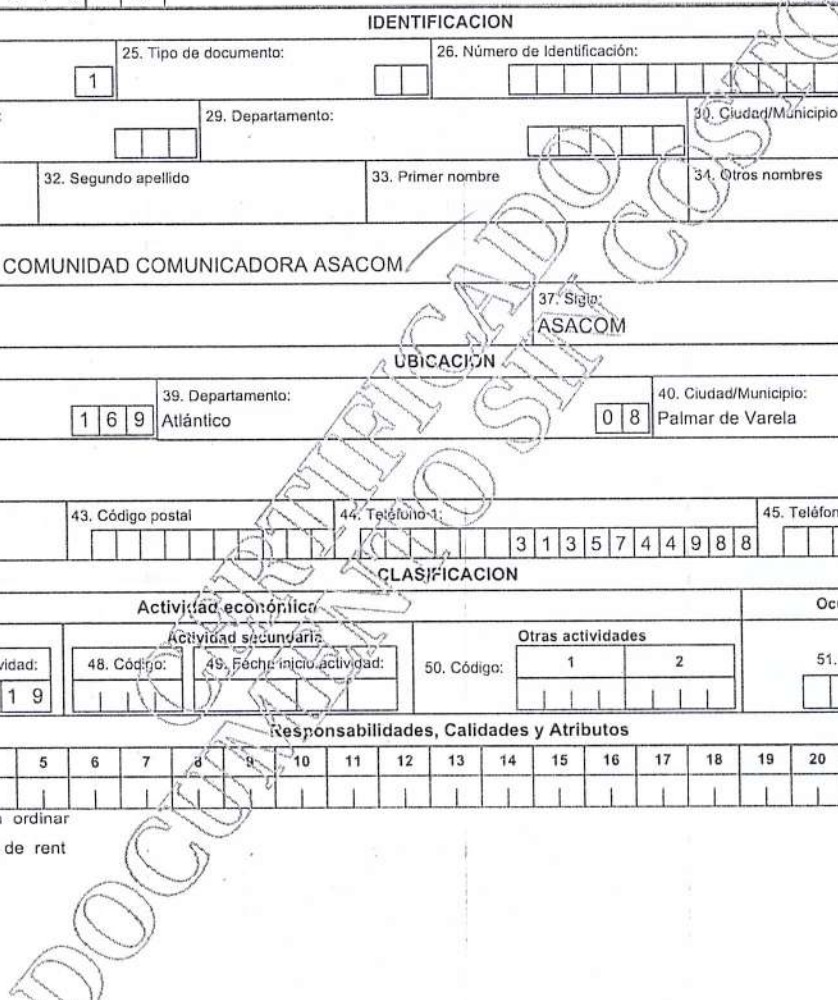 IDENTIFICACION
25. Tipo de documento: 26. Número de Identificación:
1
29. Departamento: 30. Ciudad/Municipio
32. Segundo apellido 33. Primer nombre 34. Otros nombres
COMUNIDAD COMUNICADORA ASACOM
37. Sigla:
ASACOM
UBICACION
39. Departamento: 40. Ciudad/Municipio:
1 6 9 Atlántico 0 8 Palmar de Varela
43. Código postal 44. Teléfono 1: 45. Teléfon
3 1 3 5 7 4 4 9 8 8
CLASIFICACION
Actividad económica Ocu
Actividad secundaria Otras actividades
vidad: 48. Código: 49. Fecha inicio actividad: 50. Código: 1 2 51.
1 9
Responsabilidades, Calidades y Atributos
5 6 7 8 9 10 11 12 13 14 15 16 17 18 19 20
ordinar
de rent
CERTIFICADO
DOCUMENTO SIN COSTO